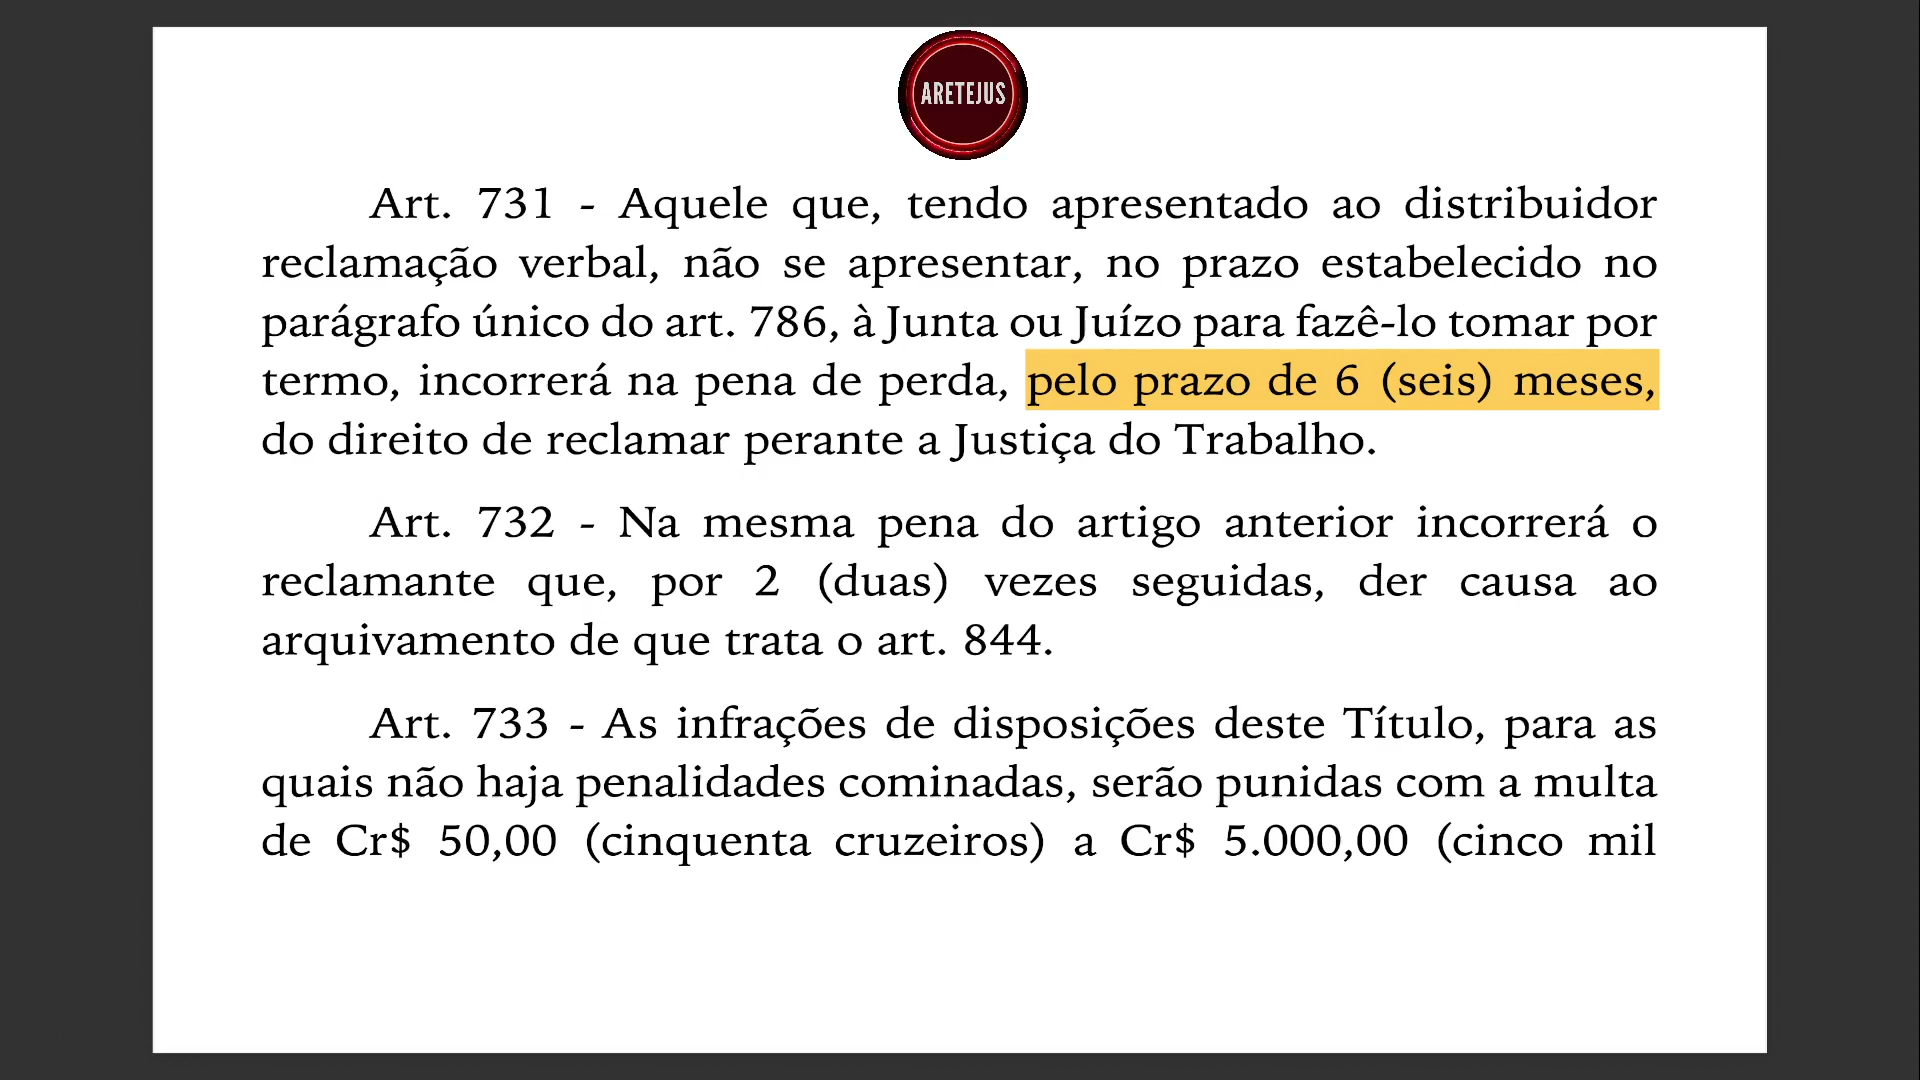 ARETEJUS
Art. 731 - Aquele que, tendo apresentado ao distribuidor
reclamação verbal, não se apresentar, no prazo estabelecido no
parágrafo único do art. 786, à Junta ou Juízo para fazê-lo tomar por
termo, incorrerá na pena de perda, pelo prazo de 6 (seis) meses,
do direito de reclamar perante a Justiça do Trabalho.
Art. 732 - Na mesma pena do artigo anterior incorrerá o
reclamante que, por 2 (duas) vezes seguidas, der causa ao
arquivamento de que trata o art. 844.
Art. 733 - As infrações de disposições deste Título, para as
quais não haja penalidades cominadas, serão punidas com a multa
de Cr$ 50,00 (cinquenta cruzeiros) a Cr$ 5.000,00 (cinco mil